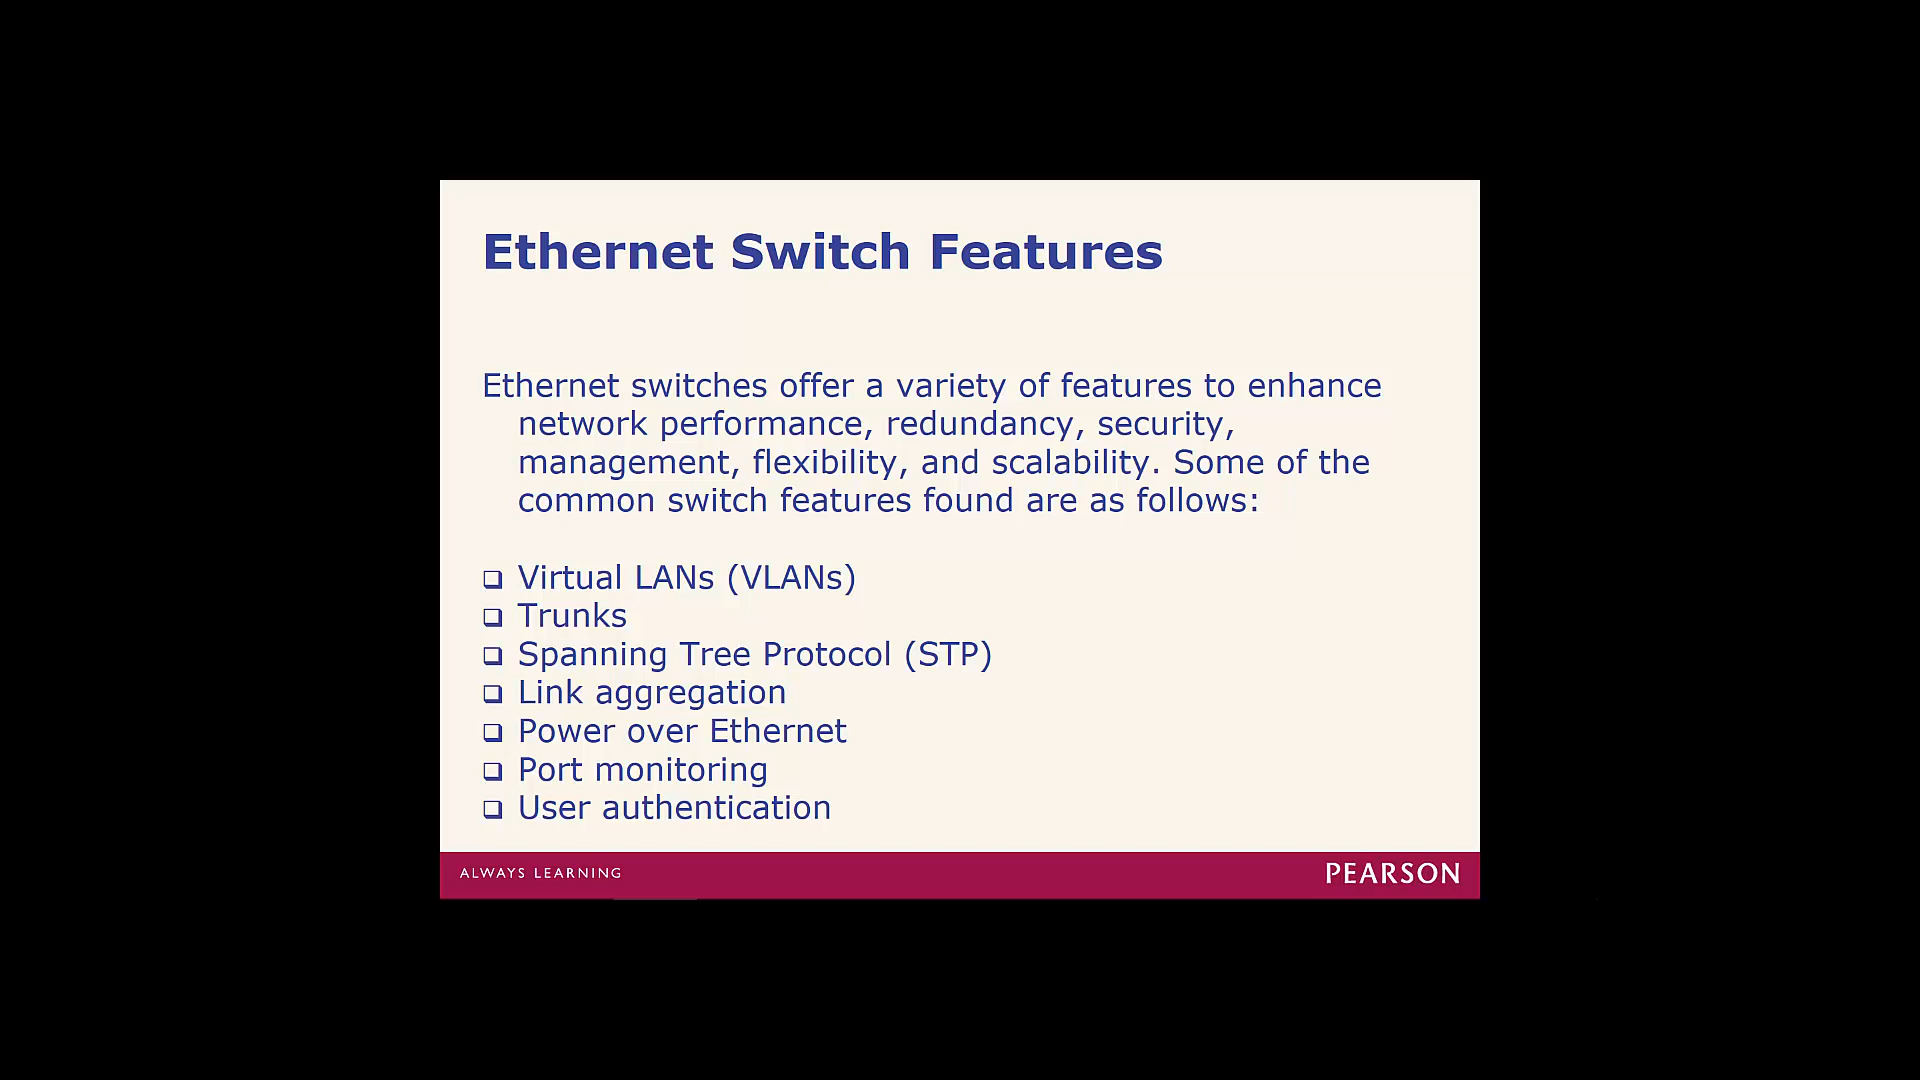 Ethernet Switch Features
Ethernet switches offer a variety of features to enhance
network performance, redundancy, security,
management, flexibility, and scalability. Some of the
common switch features found are as follows:
❑ Virtual LANs (VLANs)
❑ Trunks
❑ Spanning Tree Protocol (STP)
❑ Link aggregation
❑ Power over Ethernet
❑ Port monitoring
❑ User authentication
ALWAYS LEARNING
PEARSON